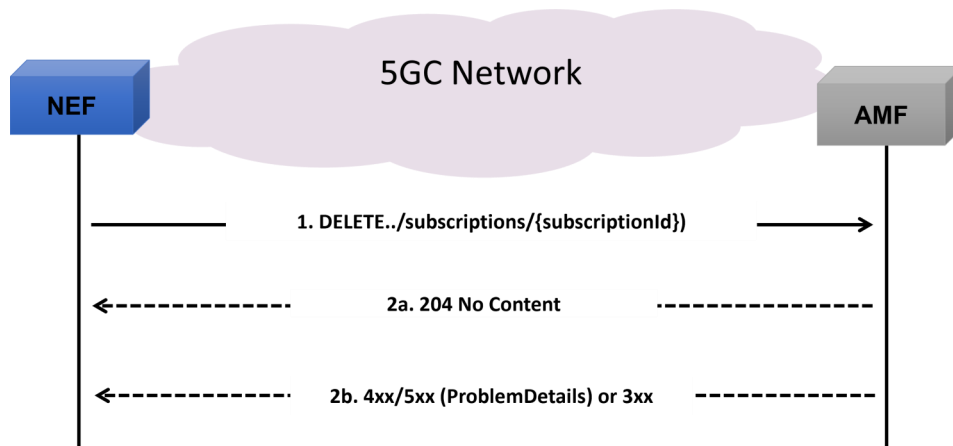 5GC Network
NEF
AMF
1. DELETE../subscriptions/{subscriptionId})
2a. 204 No Content
2b. 4xx/5xx (ProblemDetails) or 3xx